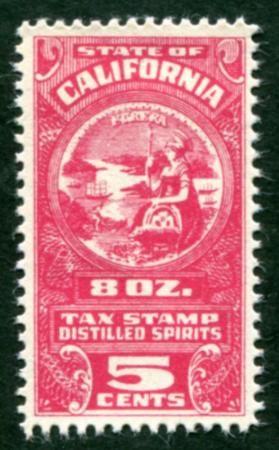 STATE OF
CALIFORNIA
EUREKA
8 OZ.
TAX STAMP
DISTILLED SPIRITS
5
CENTS